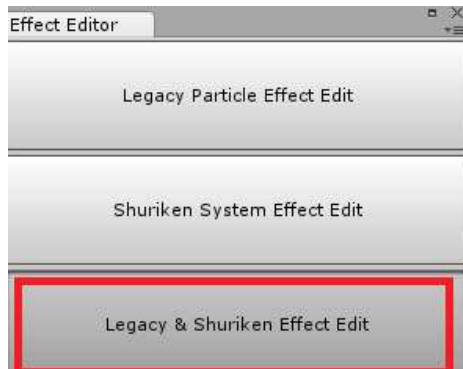 Effect Editor
Legacy Particle Effect Edit
Shuriken System Effect Edit
Legacy & Shuriken Effect Edit